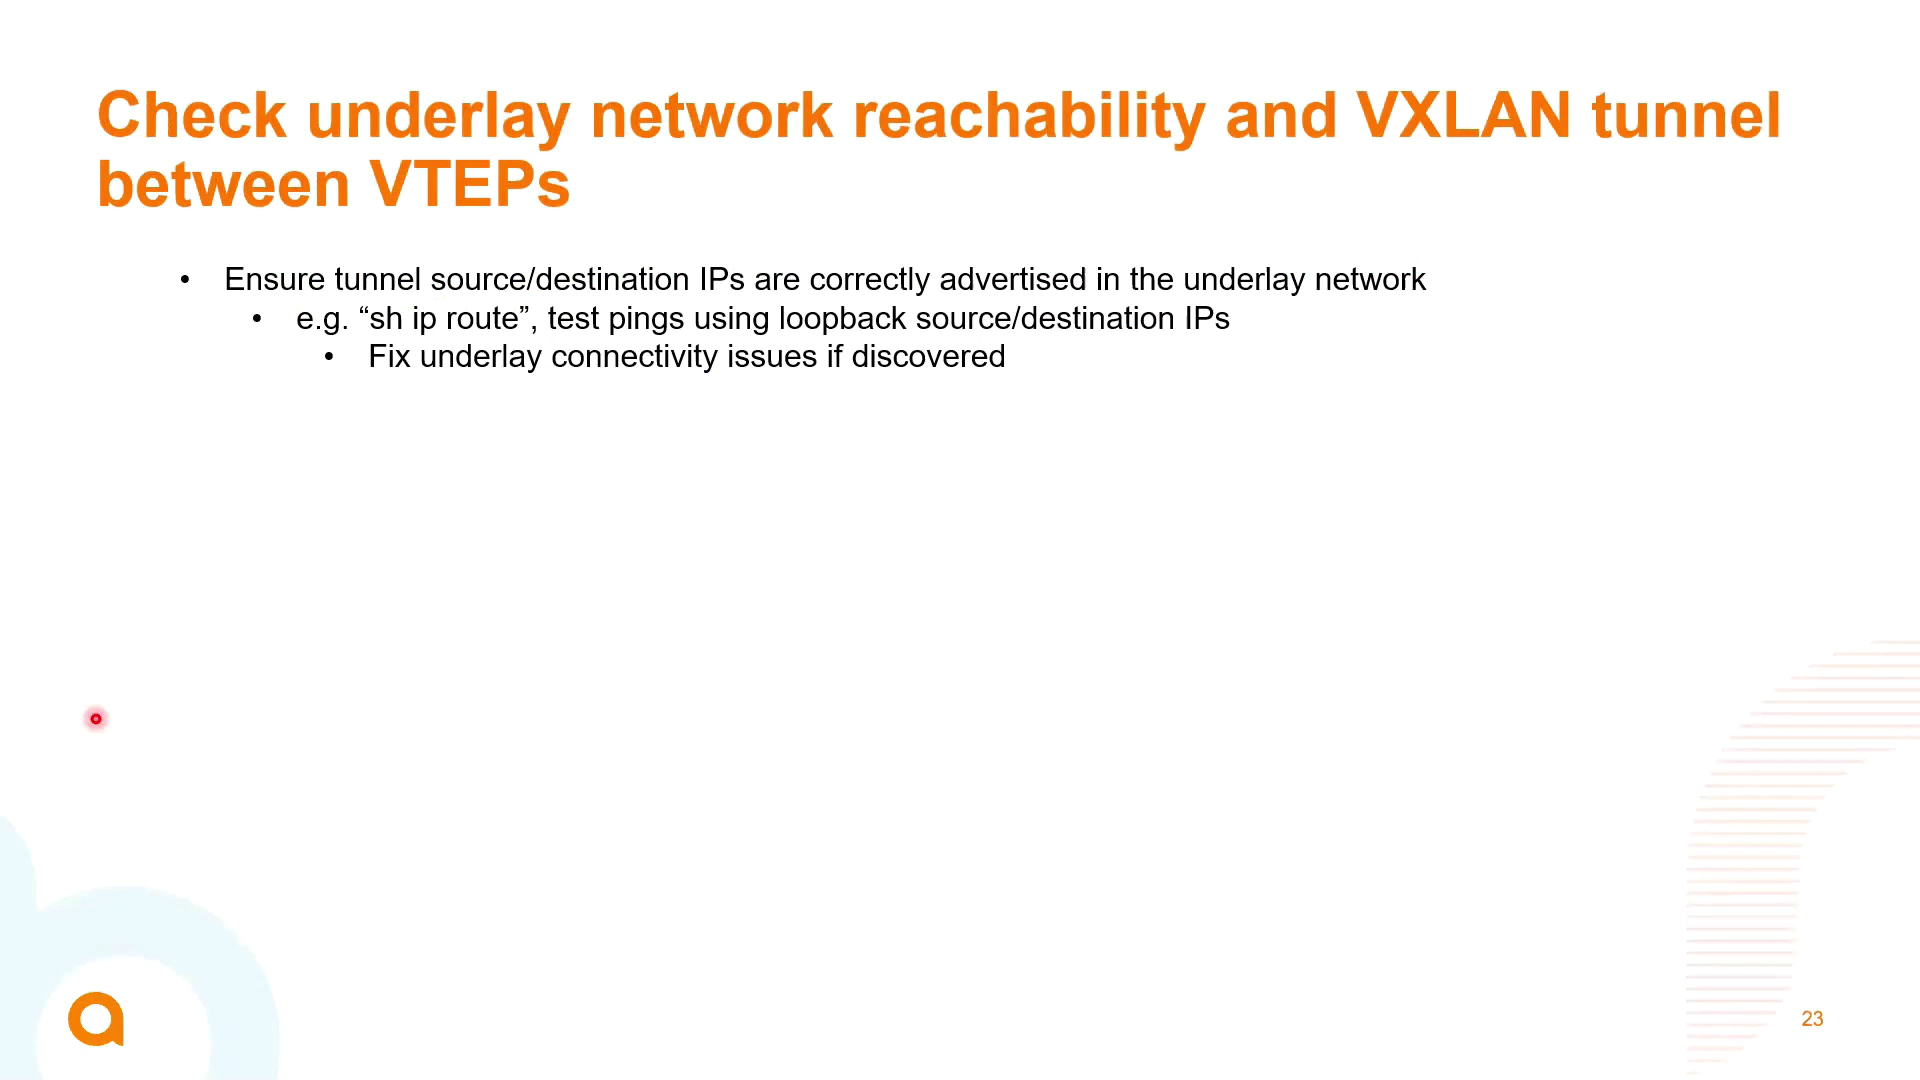 Check underlay network reachability and VXLAN tunnel
between VTEPs
• Ensure tunnel source/destination IPs are correctly advertised in the underlay network
• e.g. “sh ip route”, test pings using loopback source/destination IPs
• Fix underlay connectivity issues if discovered
23